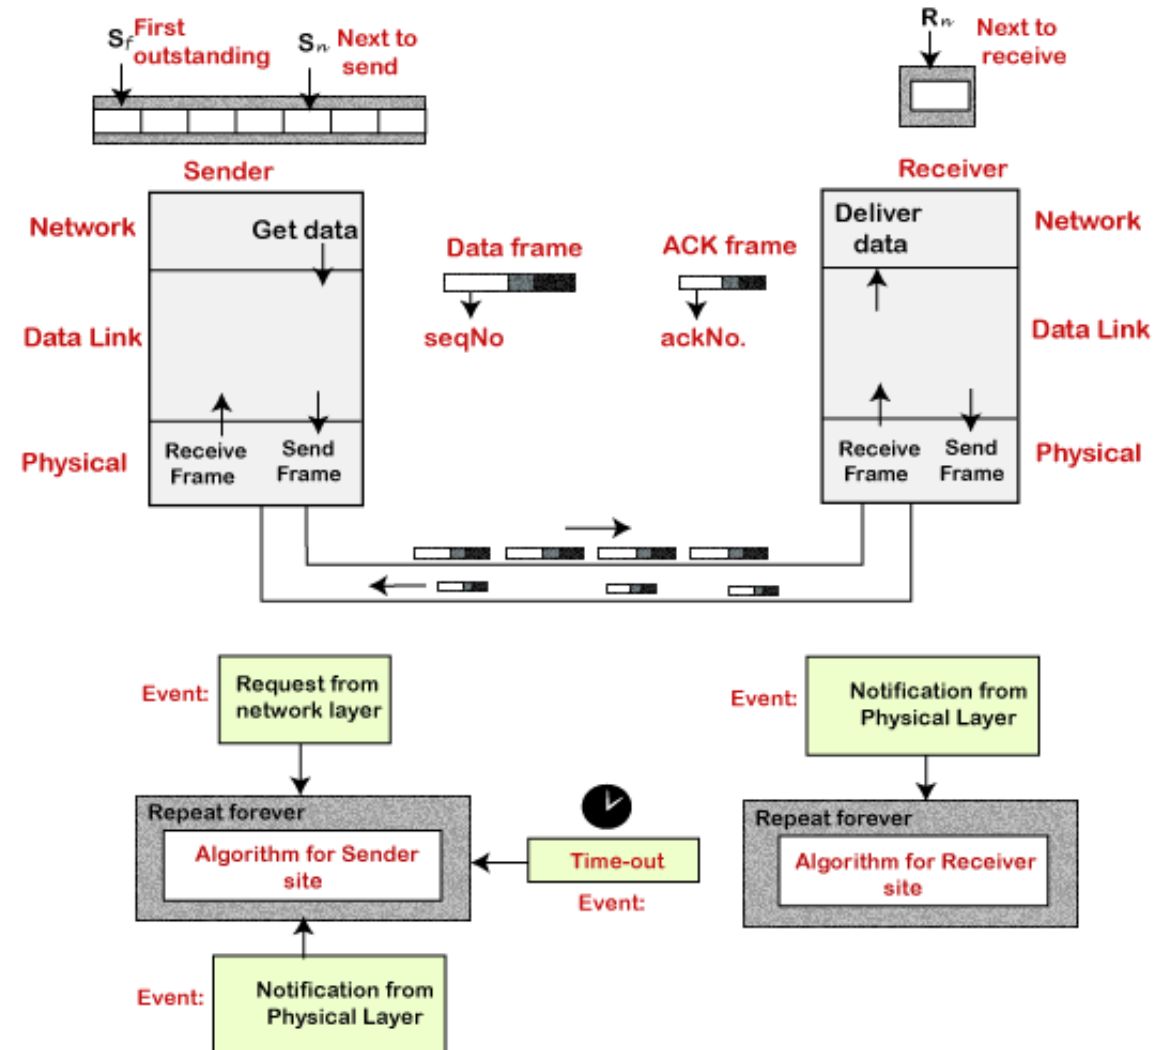 Sf First
outstanding
Sn Next to
send
Rn Next to
receive
Sender
Receiver
Network
Get data
Data frame
ACK frame
Deliver
data
Network
Data Link
seqNo
ackNo.
Data Link
Physical
Receive
Frame
Send
Frame
Receive
Frame
Send
Frame
Physical
Event:
Request from
network layer
Event:
Notification from
Physical Layer
Repeat forever
Algorithm for Sender
site
Time-out
Event:
Repeat forever
Algorithm for Receiver
site
Event:
Notification from
Physical Layer